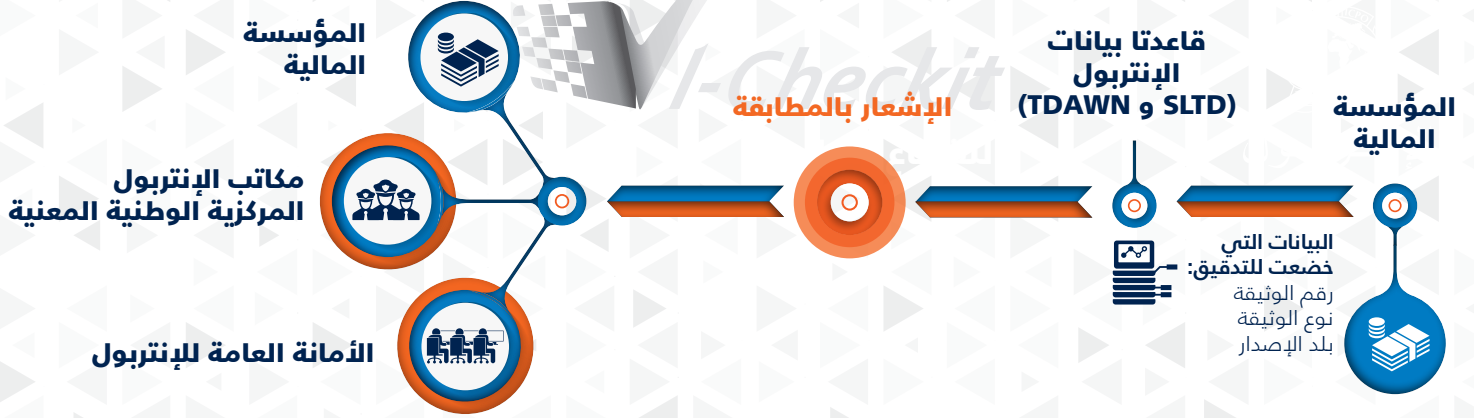 المؤسسة
المالية
قاعدتا بيانات
الإنتربول
(SLTD و TDAWN)
البيانات التي
خضعت للتدقيق:
رقم الوثيقة
نوع الوثيقة
بلد الإصدار
I-Checkit
الإشعار بالمطابقة
المؤسسة
المالية
مكاتب الإنتربول
المركزية الوطنية المعنية
الأمانة العامة للإنتربول